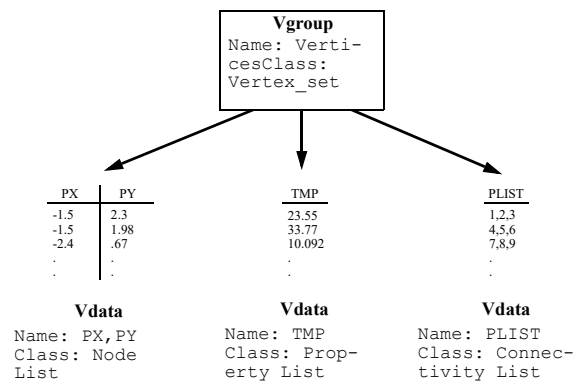 Vgroup
Name: Verti-
cesClass:
Vertex_set
PX PY
-1.5 2.3
-1.5 1.98
-2.4 .67
. .
. .
TMP
23.55
33.77
10.092
.
.
PLIST
1,2,3
4,5,6
7,8,9
.
.
Vdata
Name: PX,PY
Class: Node
List
Vdata
Name: TMP
Class: Prop-
erty List
Vdata
Name: PLIST
Class: Connec-
tivity List